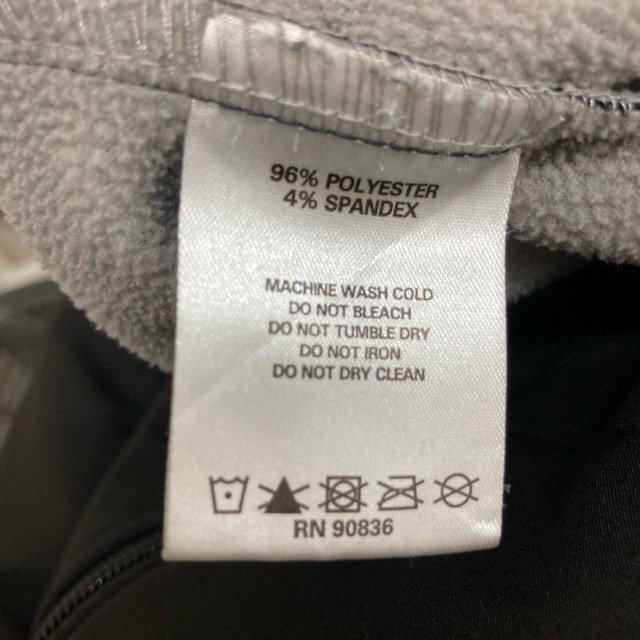 96% POLYESTER
4% SPANDEX
MACHINE WASH COLD
DO NOT BLEACH
DO NOT TUMBLE DRY
DO NOT IRON
DO NOT DRY CLEAN
RN 90836